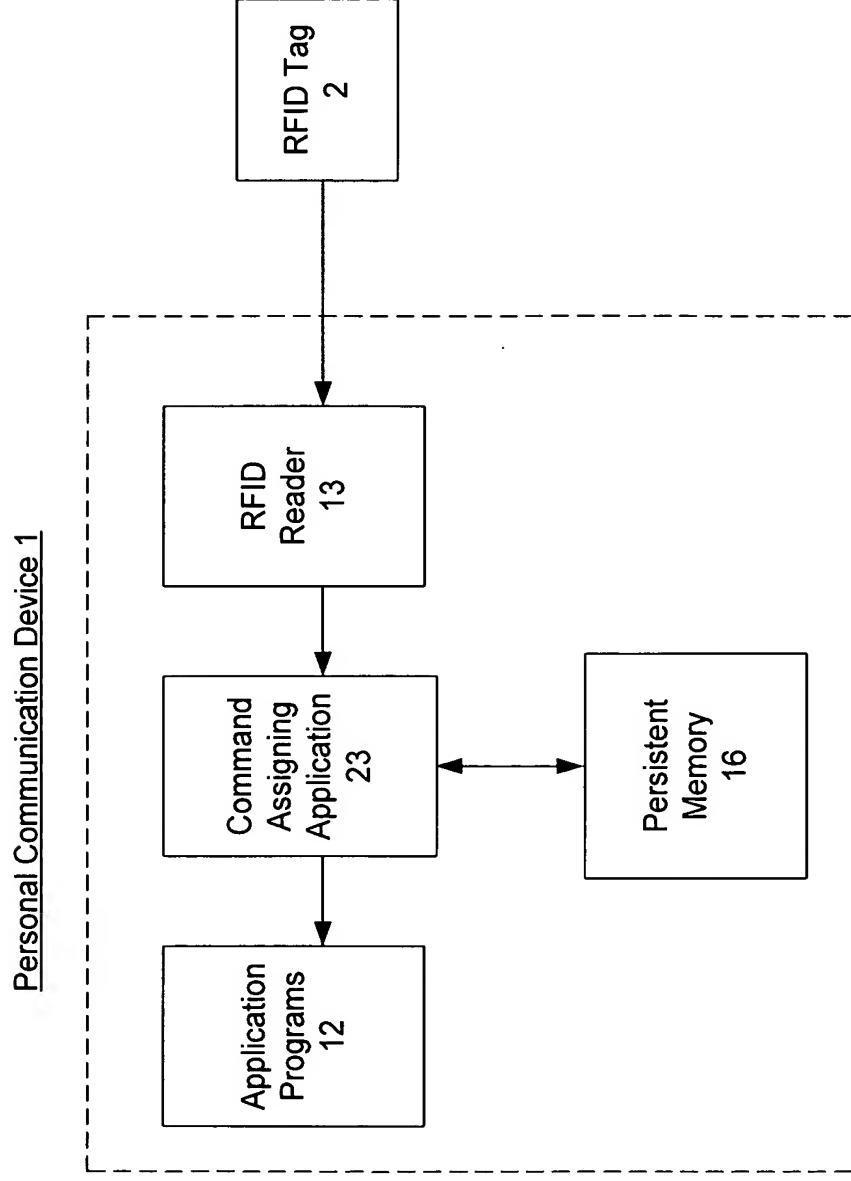 Personal Communication Device 1
Application
Programs
12
Command
Assigning
Application
23
RFID
Reader
13
RFID Tag
2
Persistent
Memory
16